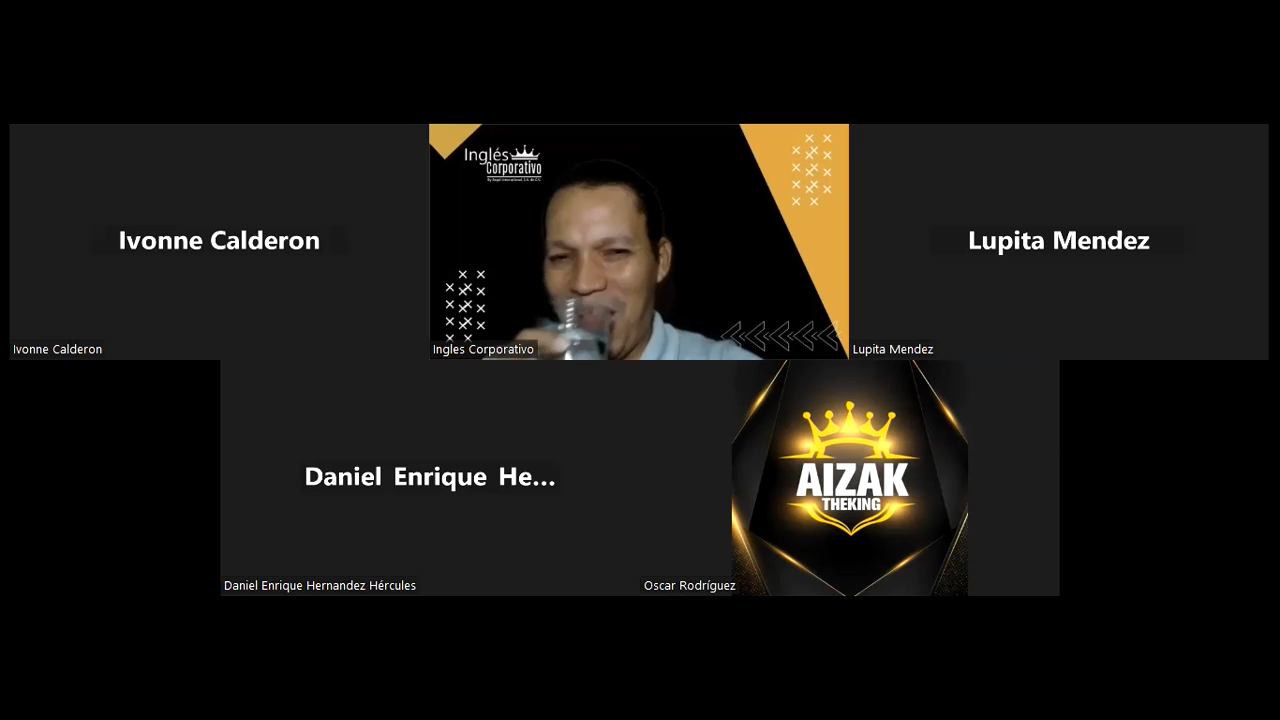 Ivonne Calderon
Ivonne Calderon
Inglés
Corporativo
Ingles Corporativo
Lupita Mendez
Lupita Mendez
Daniel Enrique He...
Daniel Enrique Hernandez Hércules
AIZAK
THEKING
Oscar Rodríguez